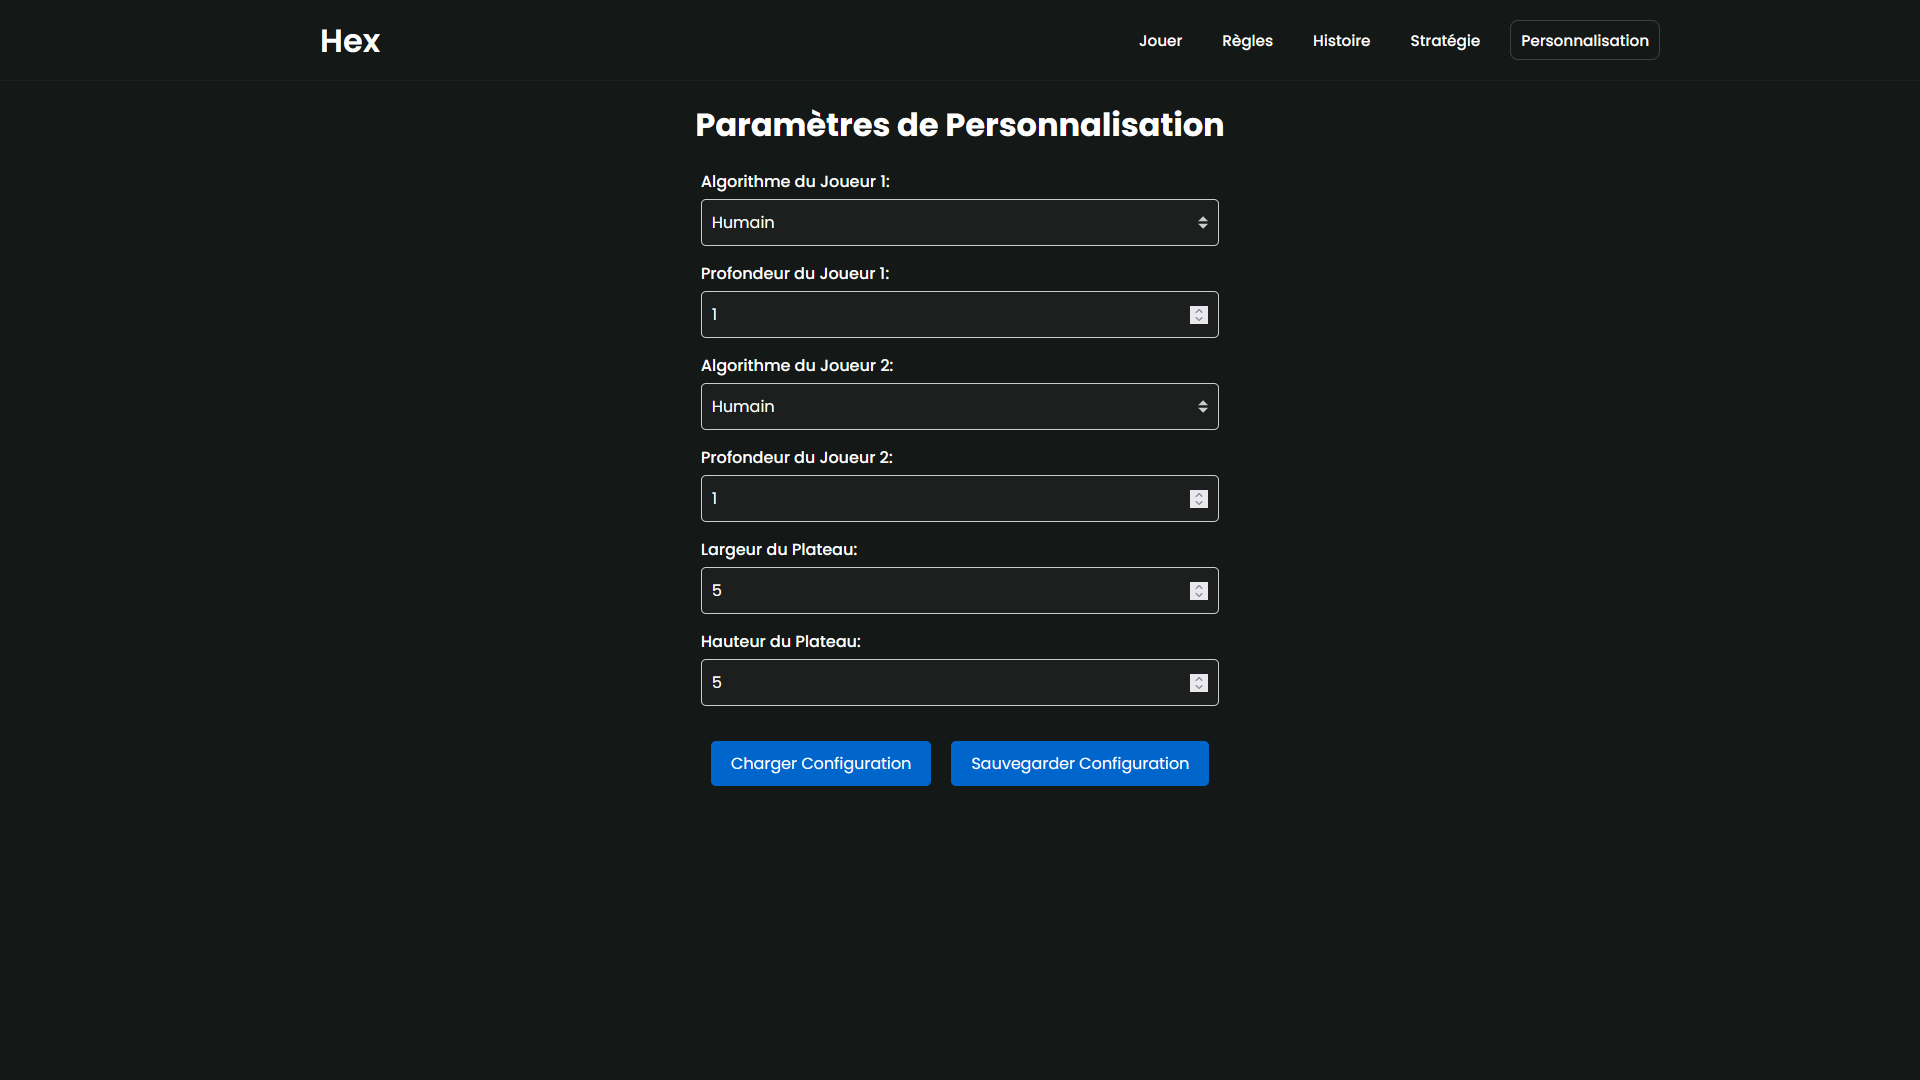 Hex
Jouer
Règles
Histoire
Stratégie
Personnalisation
Paramètres de Personnalisation
Algorithme du Joueur 1:
Humain
Profondeur du Joueur 1:
1
Algorithme du Joueur 2:
Humain
Profondeur du Joueur 2:
1
Largeur du Plateau:
5
Hauteur du Plateau:
5
Charger Configuration
Sauvegarder Configuration